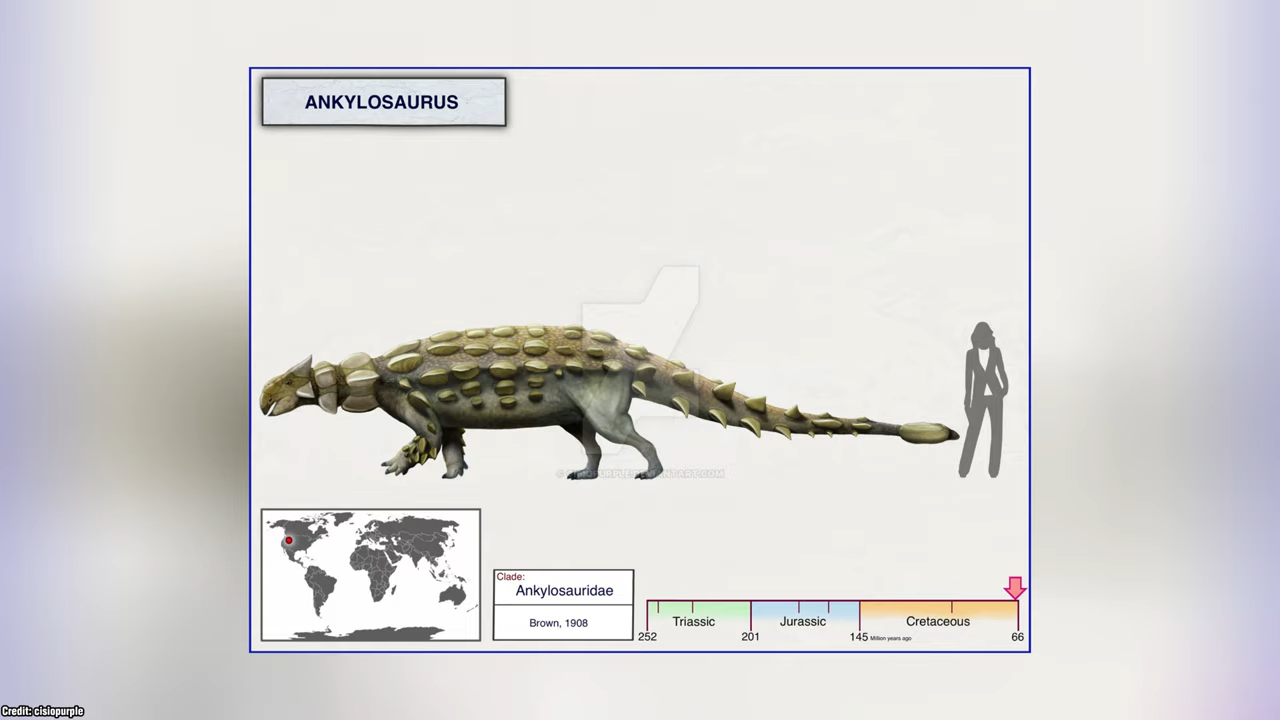 ANKYLOSAURUS
Clade:
Ankylosauridae
Brown, 1908
Triassic
Jurassic
Cretaceous
252
201
145
Million years ago
66
Credit: cisiopurple